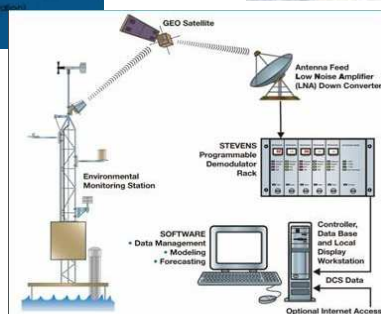 GEO Satellite
Antenna Feed
Low Noise Amplifier
(LNA) Down Converter
STEVENS
Programmable
Demodulator
Rack
Environmental
Monitoring Station
SOFTWARE
• Data Management
• Modeling
• Forecasting
Controller,
Data Base
and Local
Display
Workstation
DCS Data
Optional Internet Access